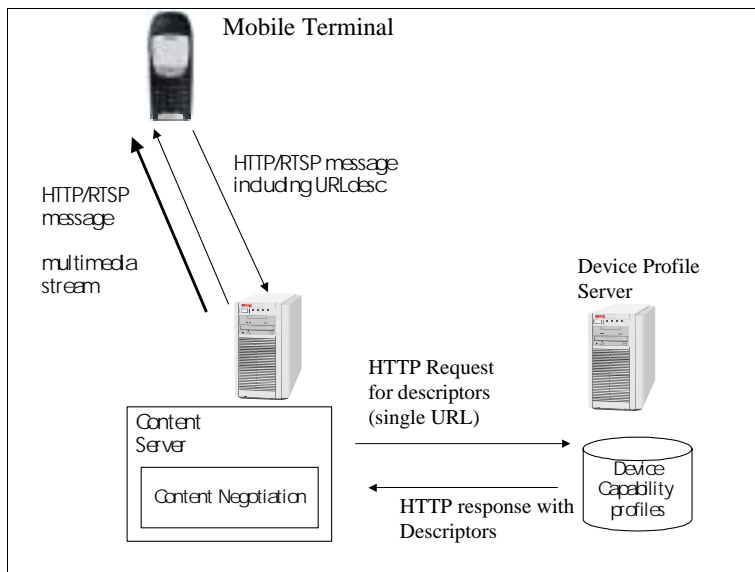 Mobile Terminal
HTTP/RTSP message
including URLdesc
HTTP/RTSP
message
multimedia
stream
Device Profile
Server
HTTP Request
for descriptors
(single URL)
Content
Server
Content Negotiation
Device
Capability
profiles
HTTP response with
Descriptors